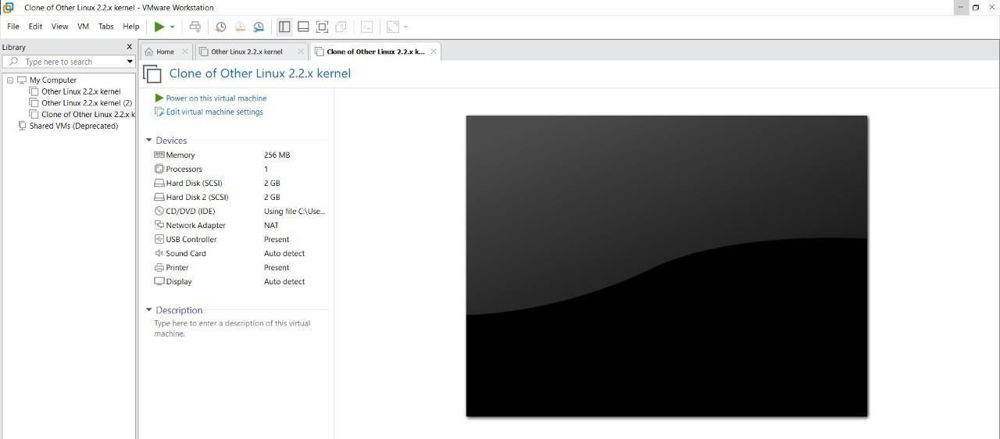 Clone of Other Linux 2.2.x kernel - VMware Workstation
File Edit View VM Tabs Help
Library X
Type here to search
My Computer
Other Linux 2.2.x kernel
Other Linux 2.2.x kernel (2)
Clone of Other Linux 2.2.x k
Shared VMs (Deprecated)
Home Other Linux 2.2.x kernel Clone of Other Linux 2.2.x k...
Clone of Other Linux 2.2.x kernel
Power on this virtual machine
Edit virtual machine settings
Devices
Memory 256 MB
Processors 1
Hard Disk (SCSI) 2 GB
Hard Disk 2 (SCSI) 2 GB
CD/DVD (IDE) Using file C:\Use...
Network Adapter NAT
USB Controller Present
Sound Card Auto detect
Printer Present
Display Auto detect
Description
Type here to enter a description of this virtual
machine.